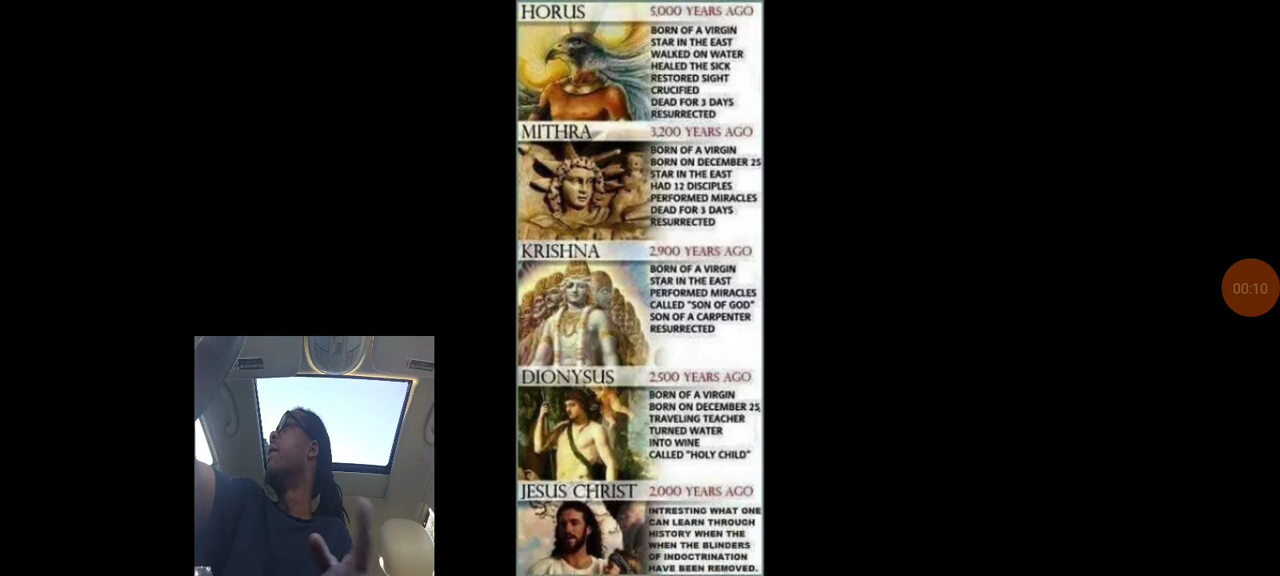 HORUS 5,000 YEARS AGO
BORN OF A VIRGIN
STAR IN THE EAST
WALKED ON WATER
HEALED THE SICK
RESTORED SIGHT
CRUCIFIED
DEAD FOR 3 DAYS
RESURRECTED
MITHRA 3,200 YEARS AGO
BORN OF A VIRGIN
BORN ON DECEMBER 25
STAR IN THE EAST
HAD 12 DISCIPLES
PERFORMED MIRACLES
DEAD FOR 3 DAYS
RESURRECTED
KRISHNA 2,900 YEARS AGO
BORN OF A VIRGIN
STAR IN THE EAST
PERFORMED MIRACLES
CALLED "SON OF GOD"
SON OF A CARPENTER
RESURRECTED
DIONYSUS 2,500 YEARS AGO
BORN OF A VIRGIN
BORN ON DECEMBER 25
TRAVELING TEACHER
TURNED WATER
INTO WINE
CALLED "HOLY CHILD"
JESUS CHRIST 2,000 YEARS AGO
INTRESTING WHAT ONE
CAN LEARN THROUGH
HISTORY WHEN THE
WHEN THE BLINDERS
OF INDOCTRINATION
HAVE BEEN REMOVED.
00:10